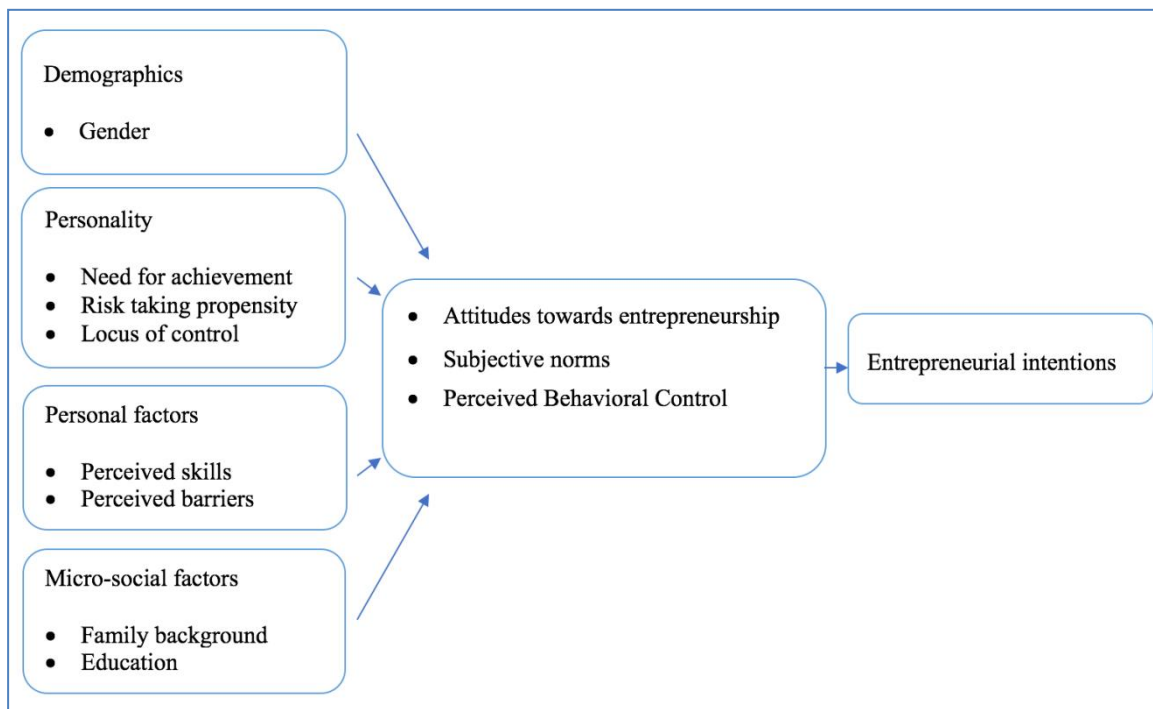 Demographics
• Gender
Personality
• Need for achievement
• Risk taking propensity
• Locus of control
Personal factors
• Perceived skills
• Perceived barriers
Micro-social factors
• Family background
• Education
• Attitudes towards entrepreneurship
• Subjective norms
• Perceived Behavioral Control
Entrepreneurial intentions